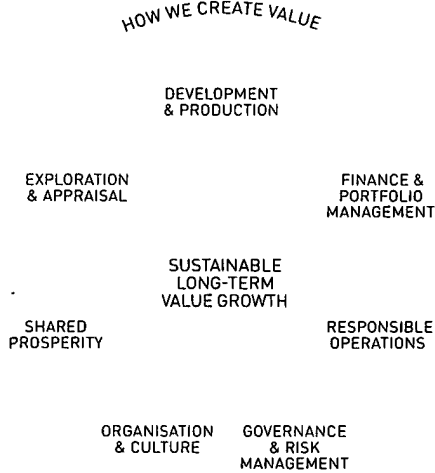 HOW WE CREATE VALUE
DEVELOPMENT
& PRODUCTION
EXPLORATION
& APPRAISAL
FINANCE &
PORTFOLIO
MANAGEMENT
SUSTAINABLE
LONG-TERM
VALUE GROWTH
SHARED
PROSPERITY
RESPONSIBLE
OPERATIONS
ORGANISATION
& CULTURE
GOVERNANCE
& RISK
MANAGEMENT